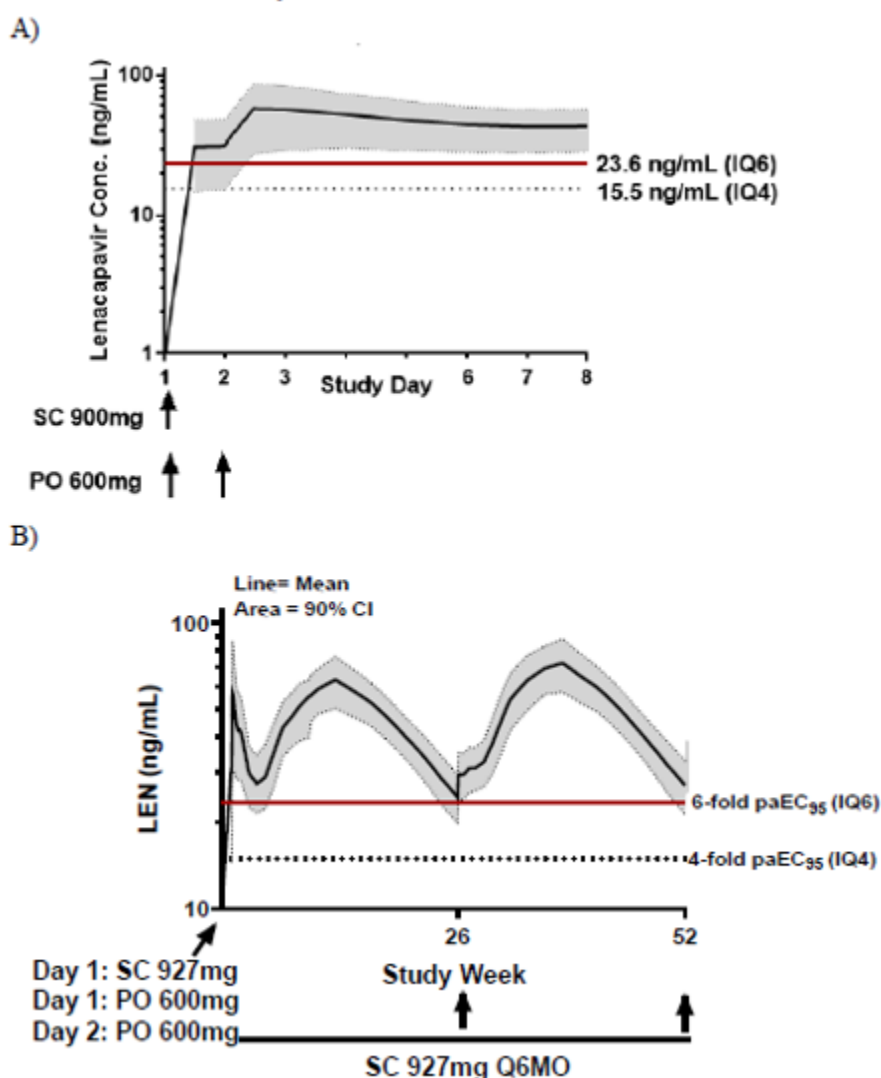 A)
Lenacapavir Conc. (ng/mL)
100
10
1
23.6 ng/mL (IQ6)
15.5 ng/mL (IQ4)
1 2 3 6 7 8
Study Day
SC 900mg
PO 600mg
B)
Line= Mean
Area = 90% CI
LEN (ng/mL)
100
10
6-fold paEC₉₅ (IQ6)
4-fold paEC₉₅ (IQ4)
26 52
Study Week
Day 1: SC 927mg
Day 1: PO 600mg
Day 2: PO 600mg
SC 927mg Q6MO